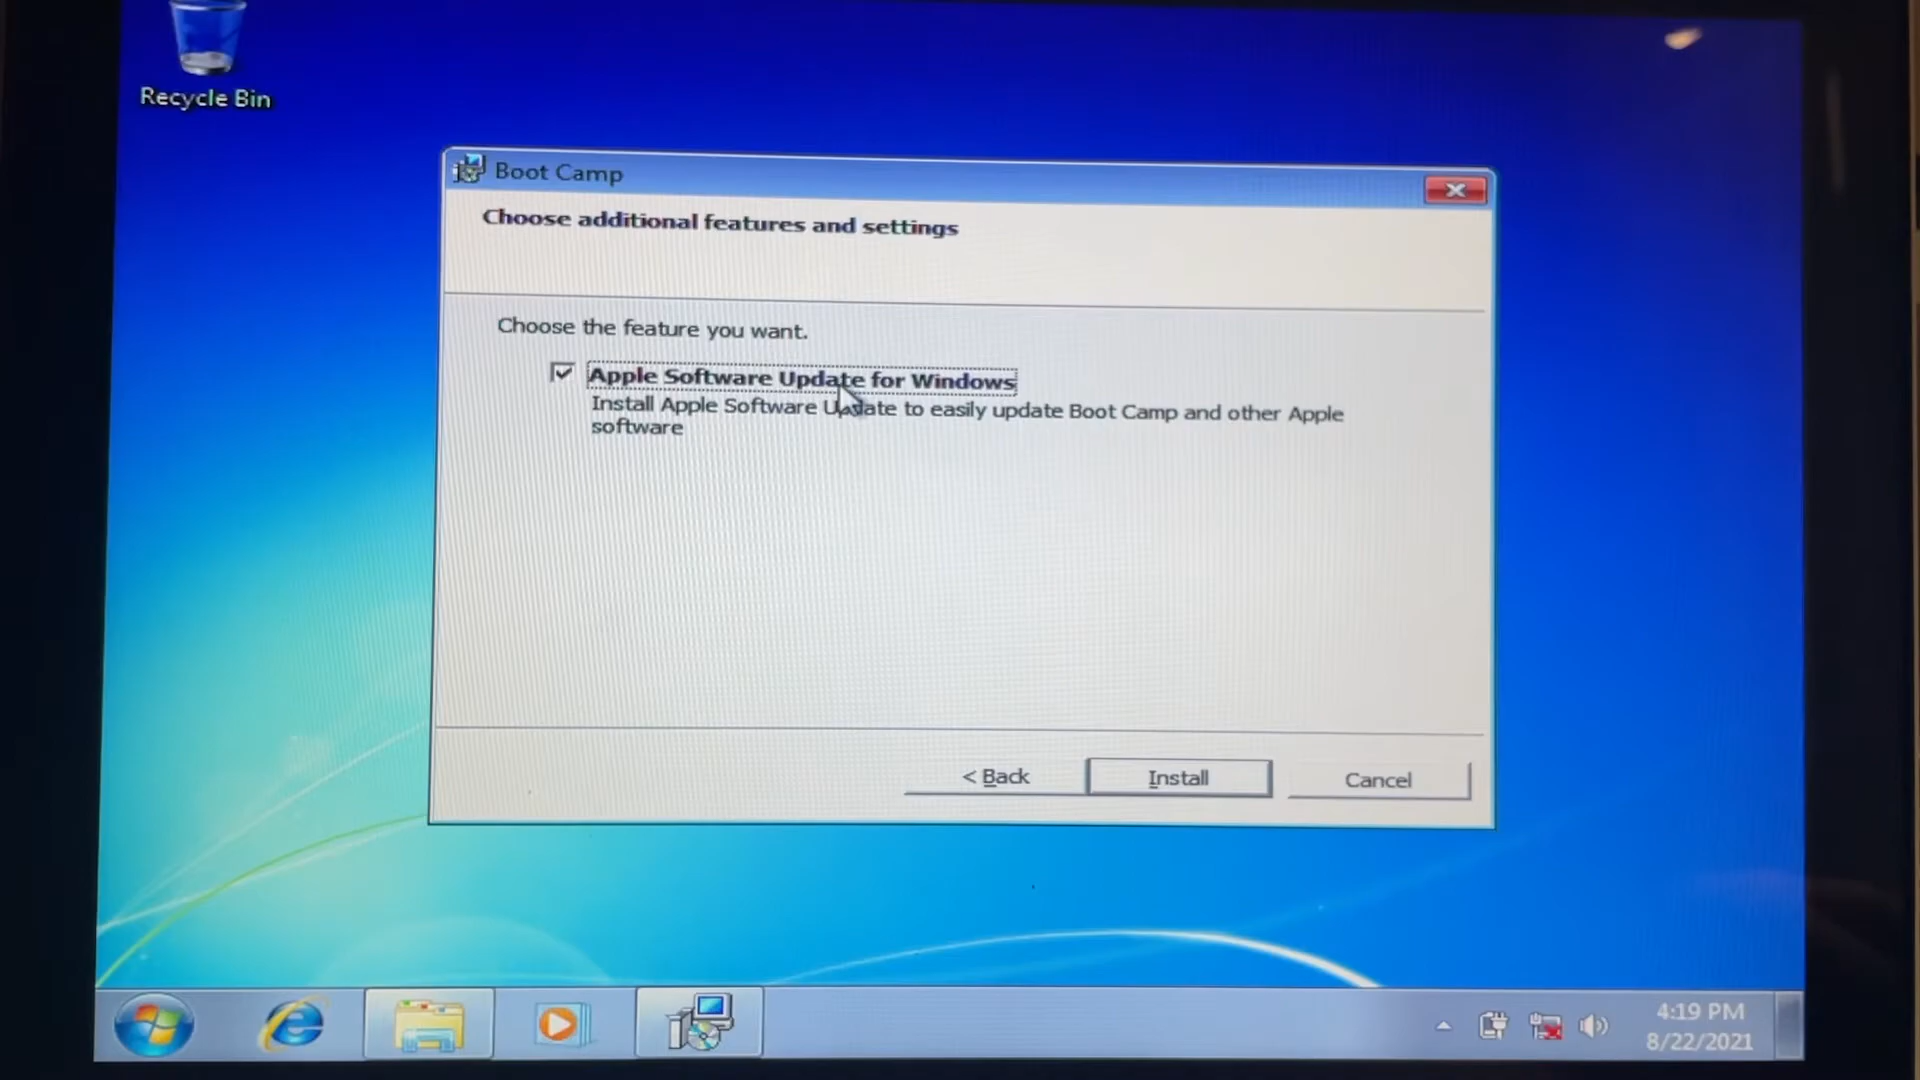 Recycle Bin
Boot Camp
Choose additional features and settings
Choose the feature you want.
Apple Software Update for Windows
Install Apple Software Update to easily update Boot Camp and other Apple
software
< Back
Install
Cancel
4:19 PM
8/22/2021